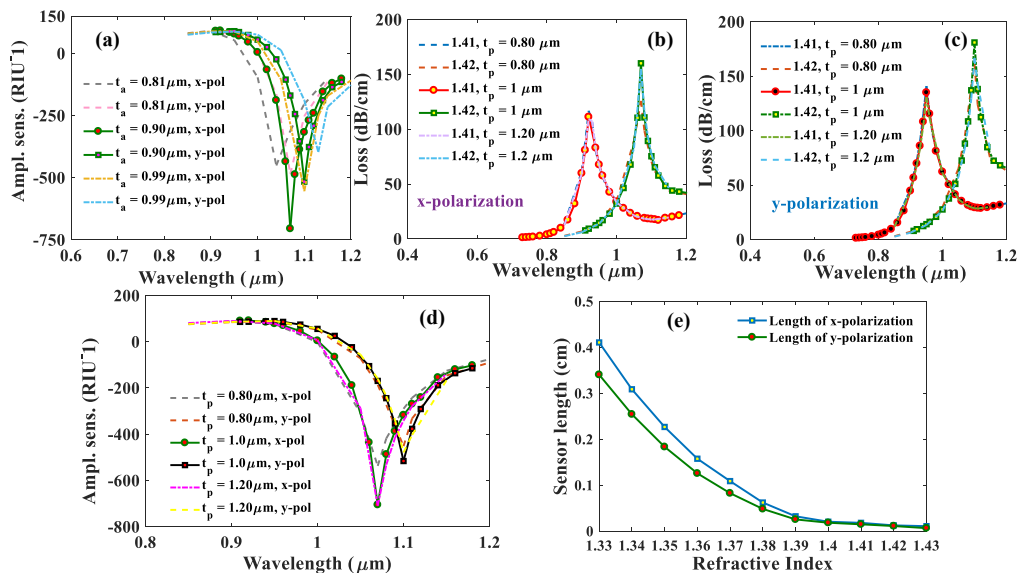 (a)
Ampl. sens. (RIU⁻1)
150
0
-250
-500
-750
t_a = 0.81μm, x-pol
t_a = 0.81μm, y-pol
t_a = 0.90μm, x-pol
t_a = 0.90μm, y-pol
t_a = 0.99μm, x-pol
t_a = 0.99μm, y-pol
0.6 0.7 0.8 0.9 1 1.1 1.2
Wavelength ( μm)
(b)
Loss (dB/cm)
200
150
100
50
0
1.41, t_p = 0.80 μm
1.42, t_p = 0.80 μm
1.41, t_p = 1 μm
1.42, t_p = 1 μm
1.41, t_p = 1.20 μm
1.42, t_p = 1.2 μm
x-polarization
0.4 0.6 0.8 1 1.2
Wavelength ( μm)
(c)
Loss (dB/cm)
200
150
100
50
0
1.41, t_p = 0.80 μm
1.42, t_p = 0.80 μm
1.41, t_p = 1 μm
1.42, t_p = 1 μm
1.41, t_p = 1.20 μm
1.42, t_p = 1.2 μm
y-polarization
0.4 0.6 0.8 1 1.2
Wavelength ( μm)
(d)
Ampl. sens. (RIU⁻1)
200
0
-200
-400
-600
-800
t_p = 0.80μm, x-pol
t_p = 0.80μm, y-pol
t_p = 1.0μm, x-pol
t_p = 1.0μm, y-pol
t_p = 1.20μm, x-pol
t_p = 1.20μm, y-pol
0.8 0.9 1 1.1 1.2
Wavelength ( μm)
(e)
Sensor length (cm)
0.4
0.3
0.2
0.1
0
Length of x-polarization
Length of y-polarization
1.33 1.34 1.35 1.36 1.37 1.38 1.39 1.4 1.41 1.42 1.43
Refractive Index